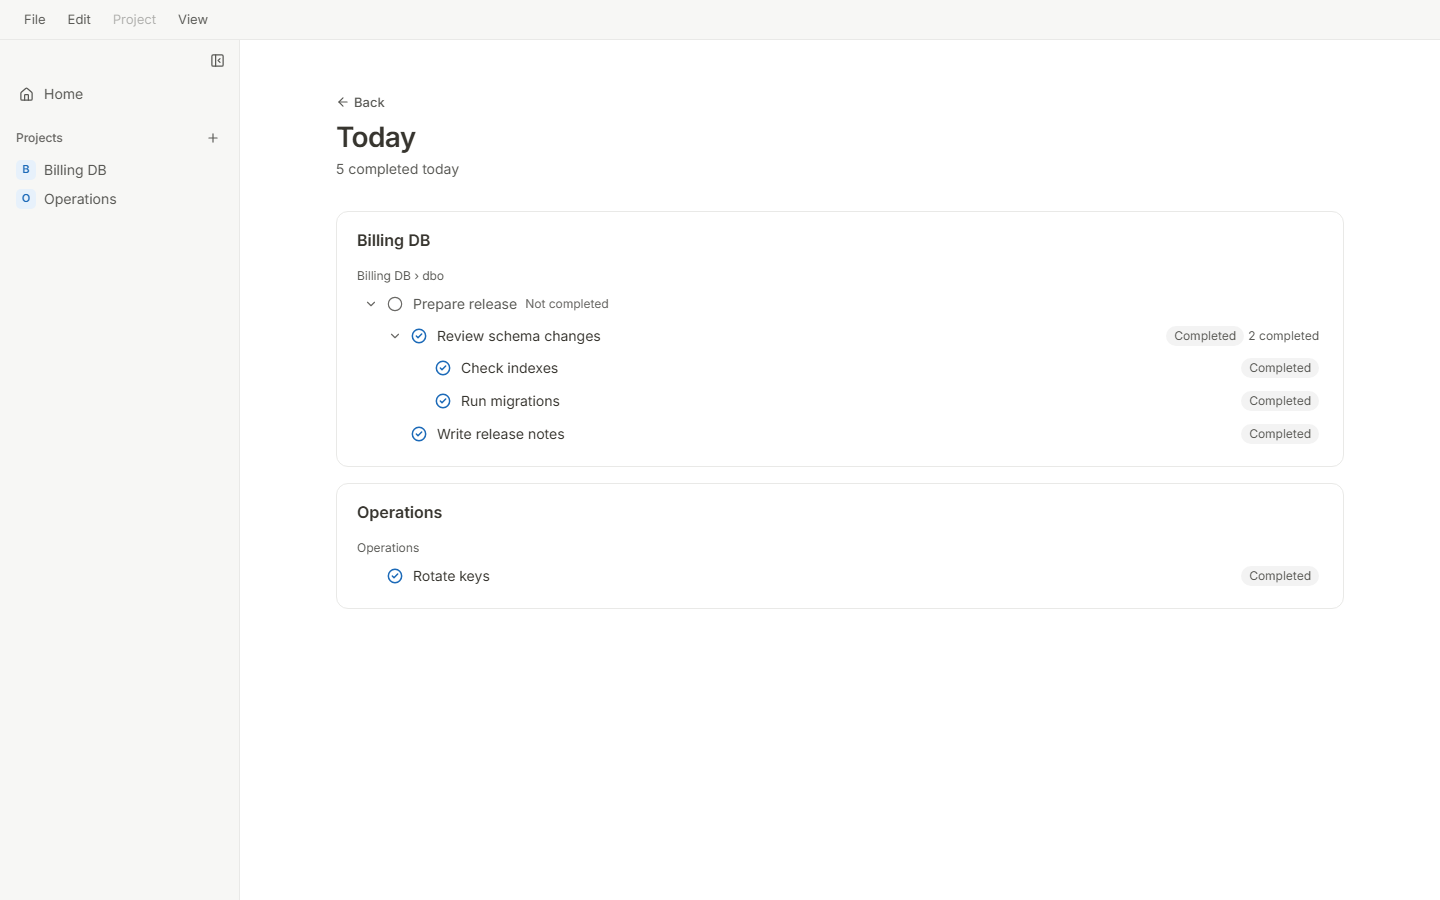 File Edit Project View
Home
Projects
B Billing DB
O Operations
Back
Today
5 completed today
Billing DB
Billing DB › dbo
Prepare release Not completed
Review schema changes Completed 2 completed
Check indexes Completed
Run migrations Completed
Write release notes Completed
Operations
Operations
Rotate keys Completed